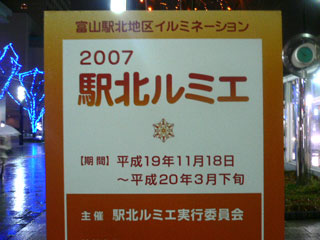 富山駅北地区イルミネーション
2007
駅北ルミエ
【期間】平成19年11月18日
～平成20年3月下旬
主催 駅北ルミエ実行委員会